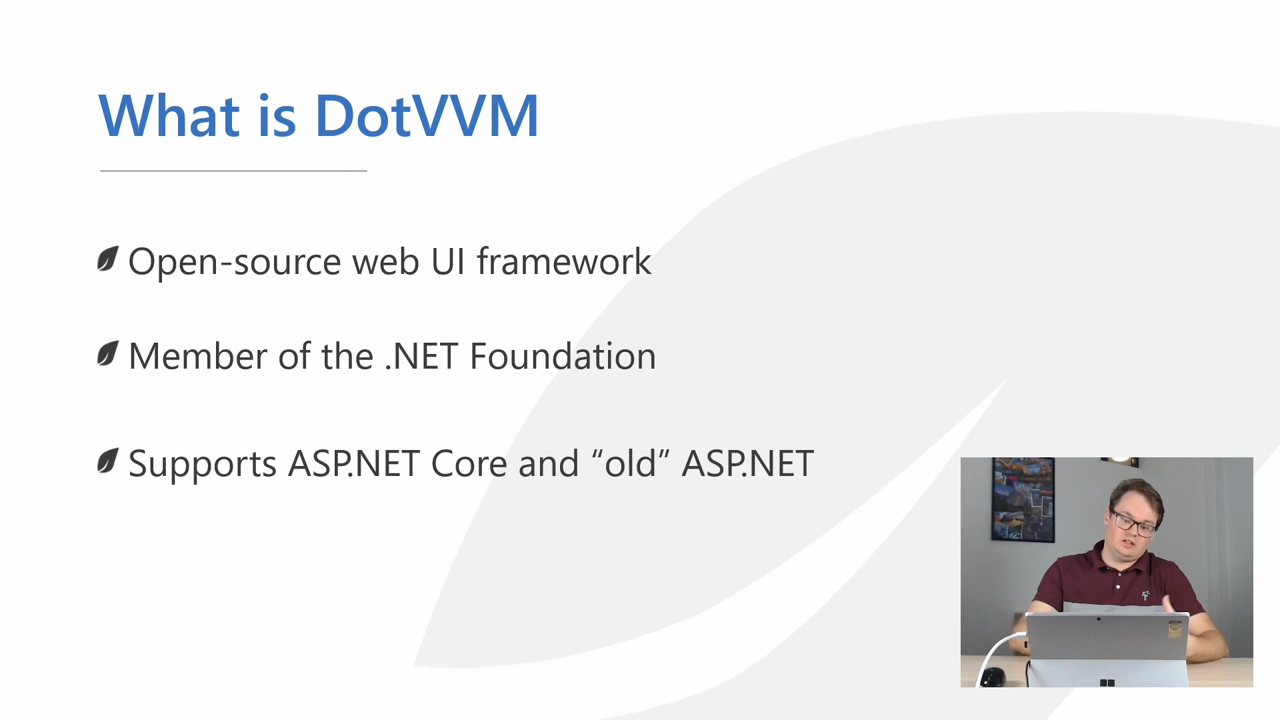 What is DotVVM
Open-source web UI framework
Member of the .NET Foundation
Supports ASP.NET Core and “old” ASP.NET